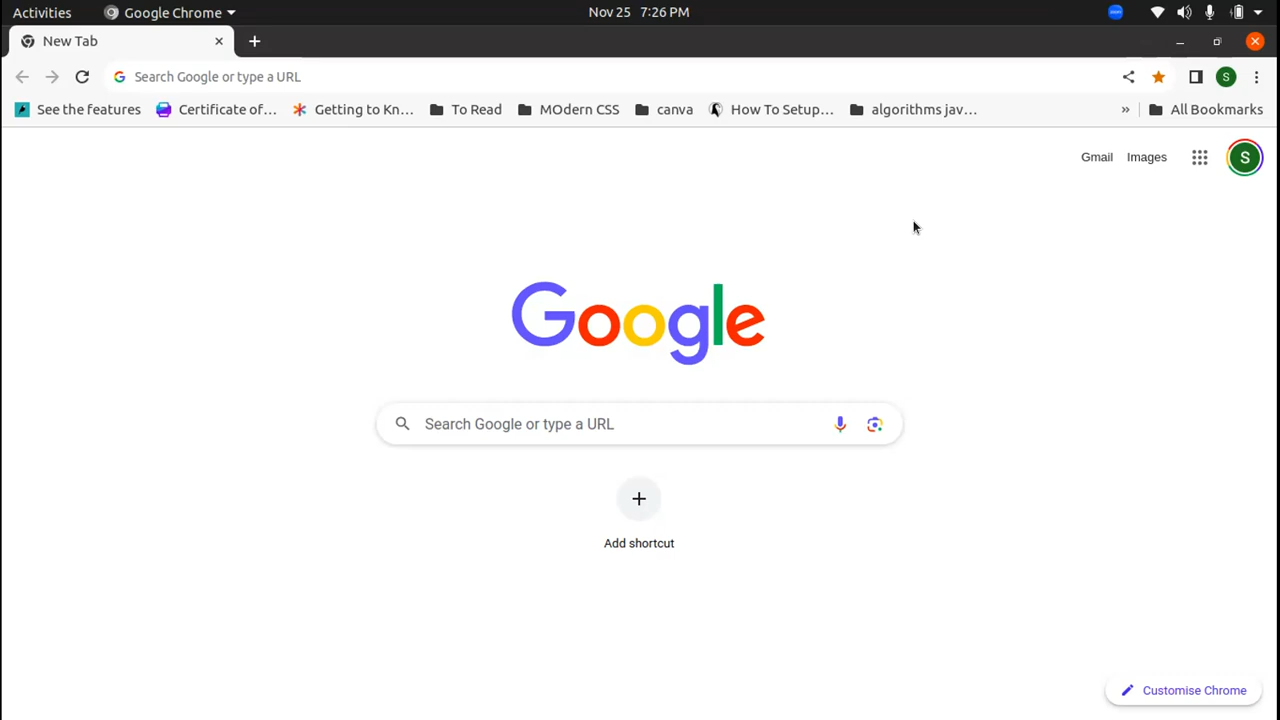 Activities Google Chrome Nov 25 7:26 PM
New Tab
Search Google or type a URL
See the features Certificate of... Getting to Kn... To Read MOdern CSS canva How To Setup... algorithms jav... » All Bookmarks
Gmail Images S
Google
Search Google or type a URL
Add shortcut
Customise Chrome